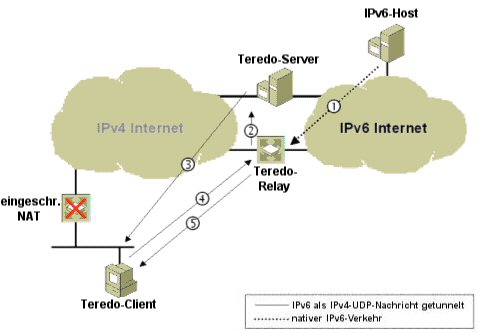 IPv6-Host
Teredo-Server
1
IPv4 Internet
2
IPv6 Internet
3
Teredo-
Relay
4
eingeschr.
NAT
5
Teredo-Client
IPv6 als IPv4-UDP-Nachricht getunnelt
nativer IPv6-Verkehr